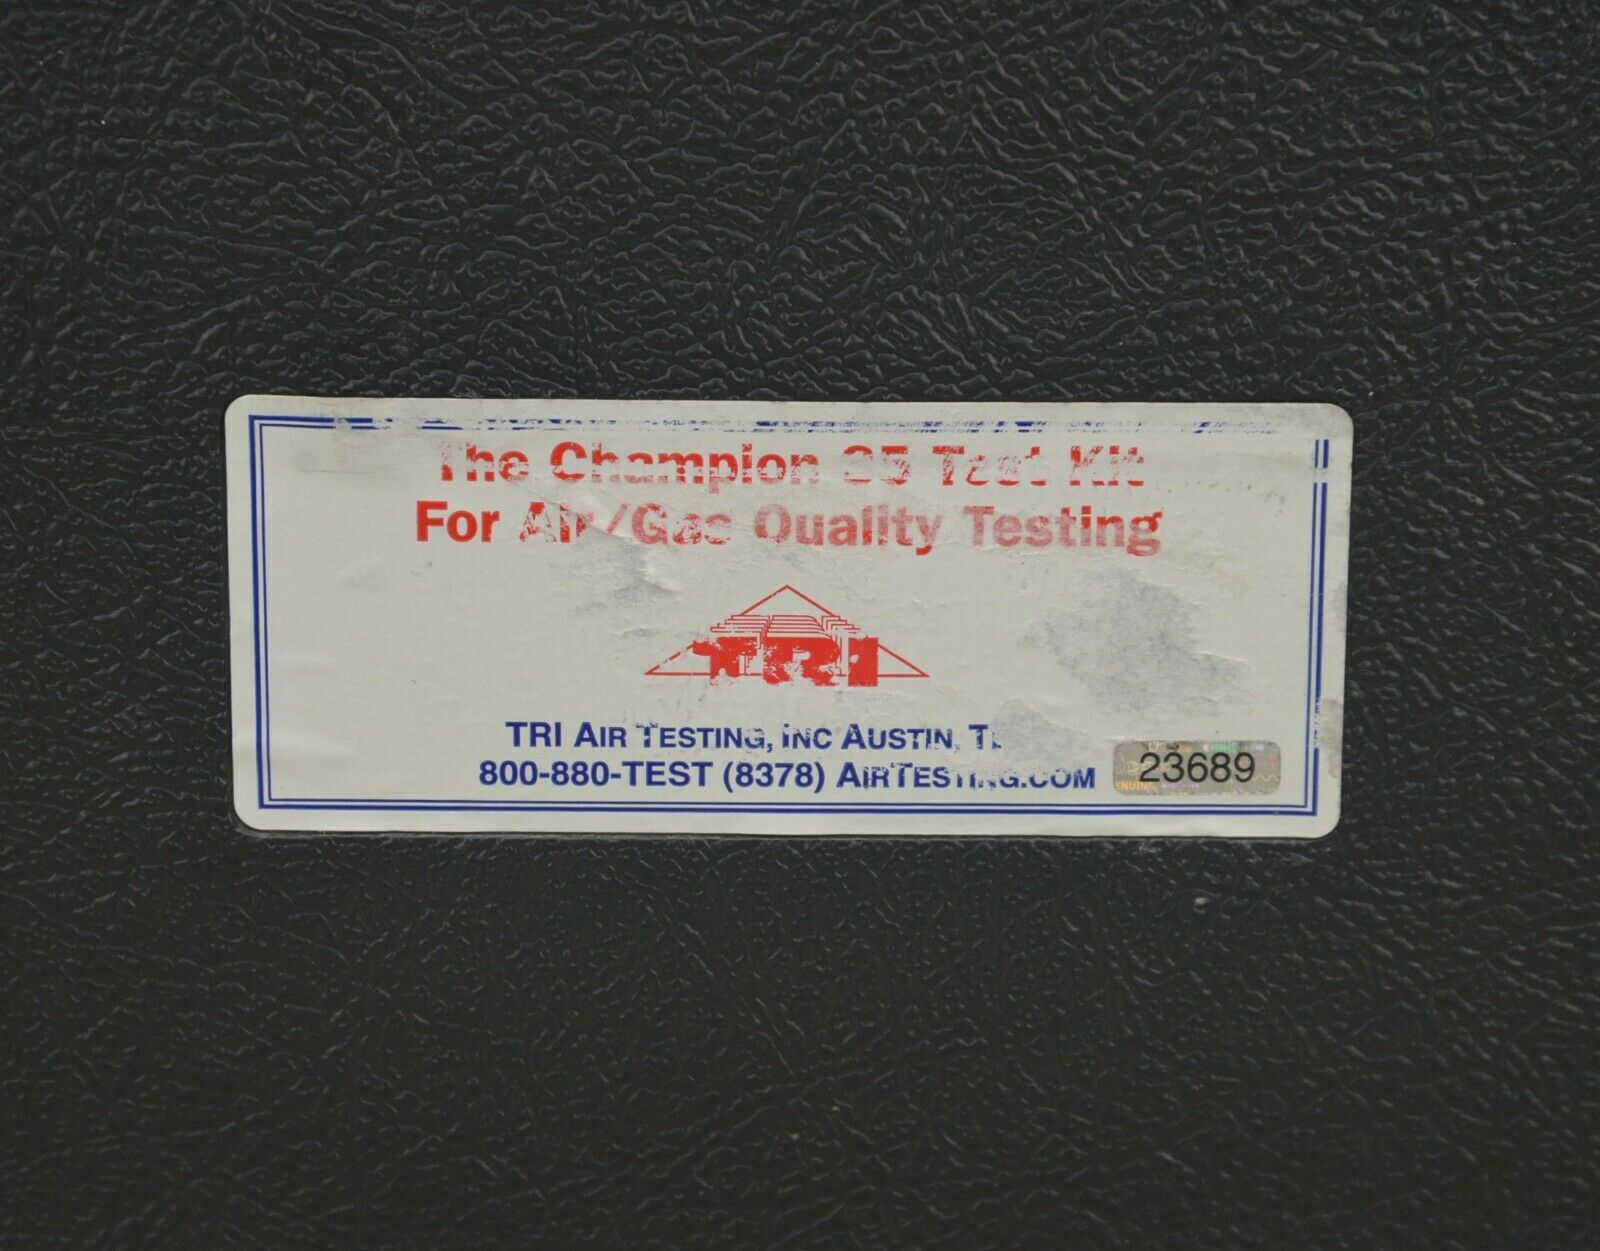 The Champion 35 Test Kit
For Air/Gas Quality Testing
TRI
TRI AIR TESTING, INC AUSTIN,
800-880-TEST (8378) AIRTESTING.COM
23689